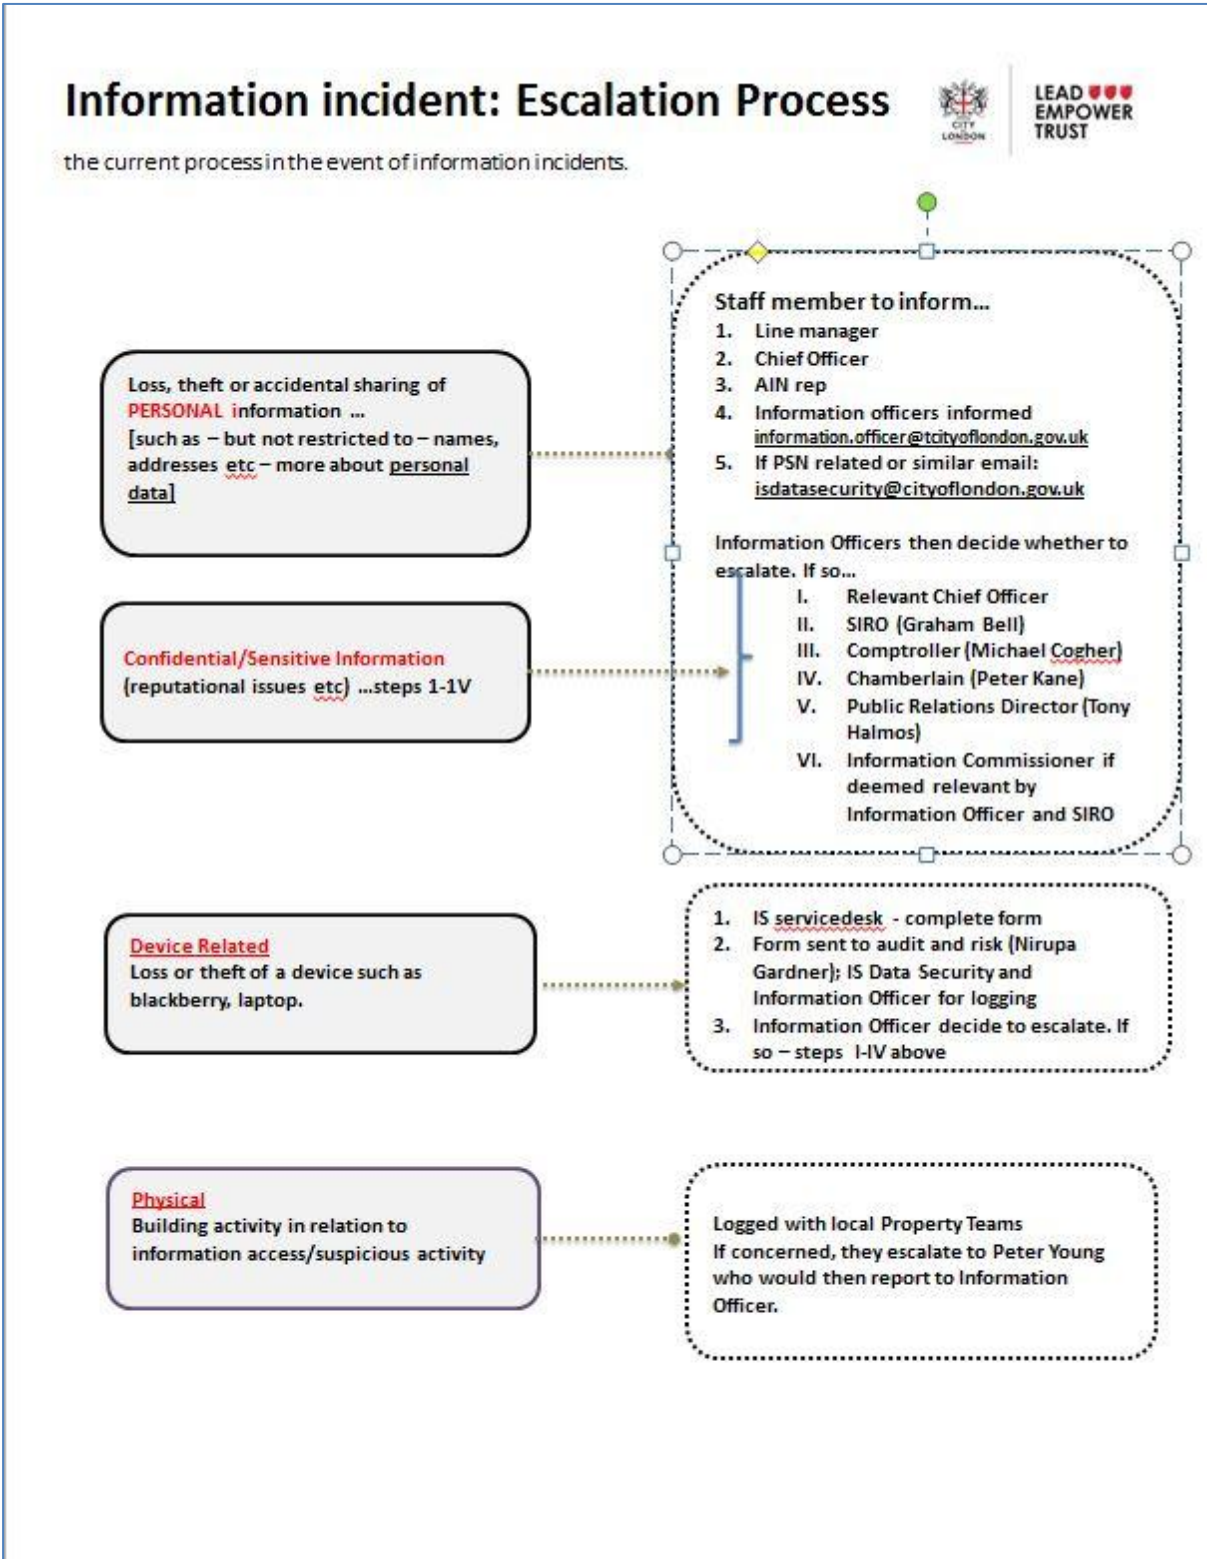 Information incident: Escalation Process
CITY
LONDON
LEAD
EMPOWER
TRUST
the current process in the event of information incidents.
Loss, theft or accidental sharing of
PERSONAL information …
[such as – but not restricted to – names,
addresses etc – more about personal
data]
Staff member to inform…
1. Line manager
2. Chief Officer
3. AIN rep
4. Information officers informed
information.officer@tcityoflondon.gov.uk
5. If PSN related or similar email:
isdatasecurity@cityoflondon.gov.uk
Information Officers then decide whether to
escalate. If so…
I. Relevant Chief Officer
II. SIRO (Graham Bell)
III. Comptroller (Michael Cogher)
IV. Chamberlain (Peter Kane)
V. Public Relations Director (Tony
Halmos)
VI. Information Commissioner if
deemed relevant by
Information Officer and SIRO
Confidential/Sensitive Information
(reputational issues etc) …steps 1-1V
Device Related
Loss or theft of a device such as
blackberry, laptop.
1. IS servicedesk - complete form
2. Form sent to audit and risk (Nirupa
Gardner); IS Data Security and
Information Officer for logging
3. Information Officer decide to escalate. If
so – steps I-IV above
Physical
Building activity in relation to
information access/suspicious activity
Logged with local Property Teams
If concerned, they escalate to Peter Young
who would then report to Information
Officer.